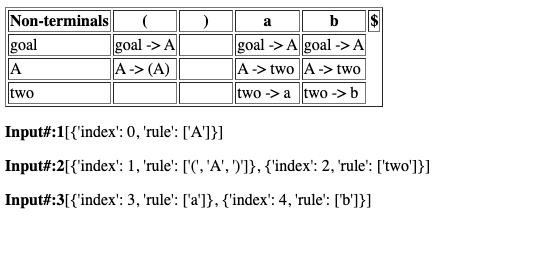 Non-terminals ( ) a b $
goal goal -> A goal -> A goal -> A
A A -> (A) A -> two A -> two
two two -> a two -> b
Input#:1[{'index': 0, 'rule': ['A']}]
Input#:2[{'index': 1, 'rule': ['(', 'A', ')']}, {'index': 2, 'rule': ['two']}]
Input#:3[{'index': 3, 'rule': ['a']}, {'index': 4, 'rule': ['b']}]